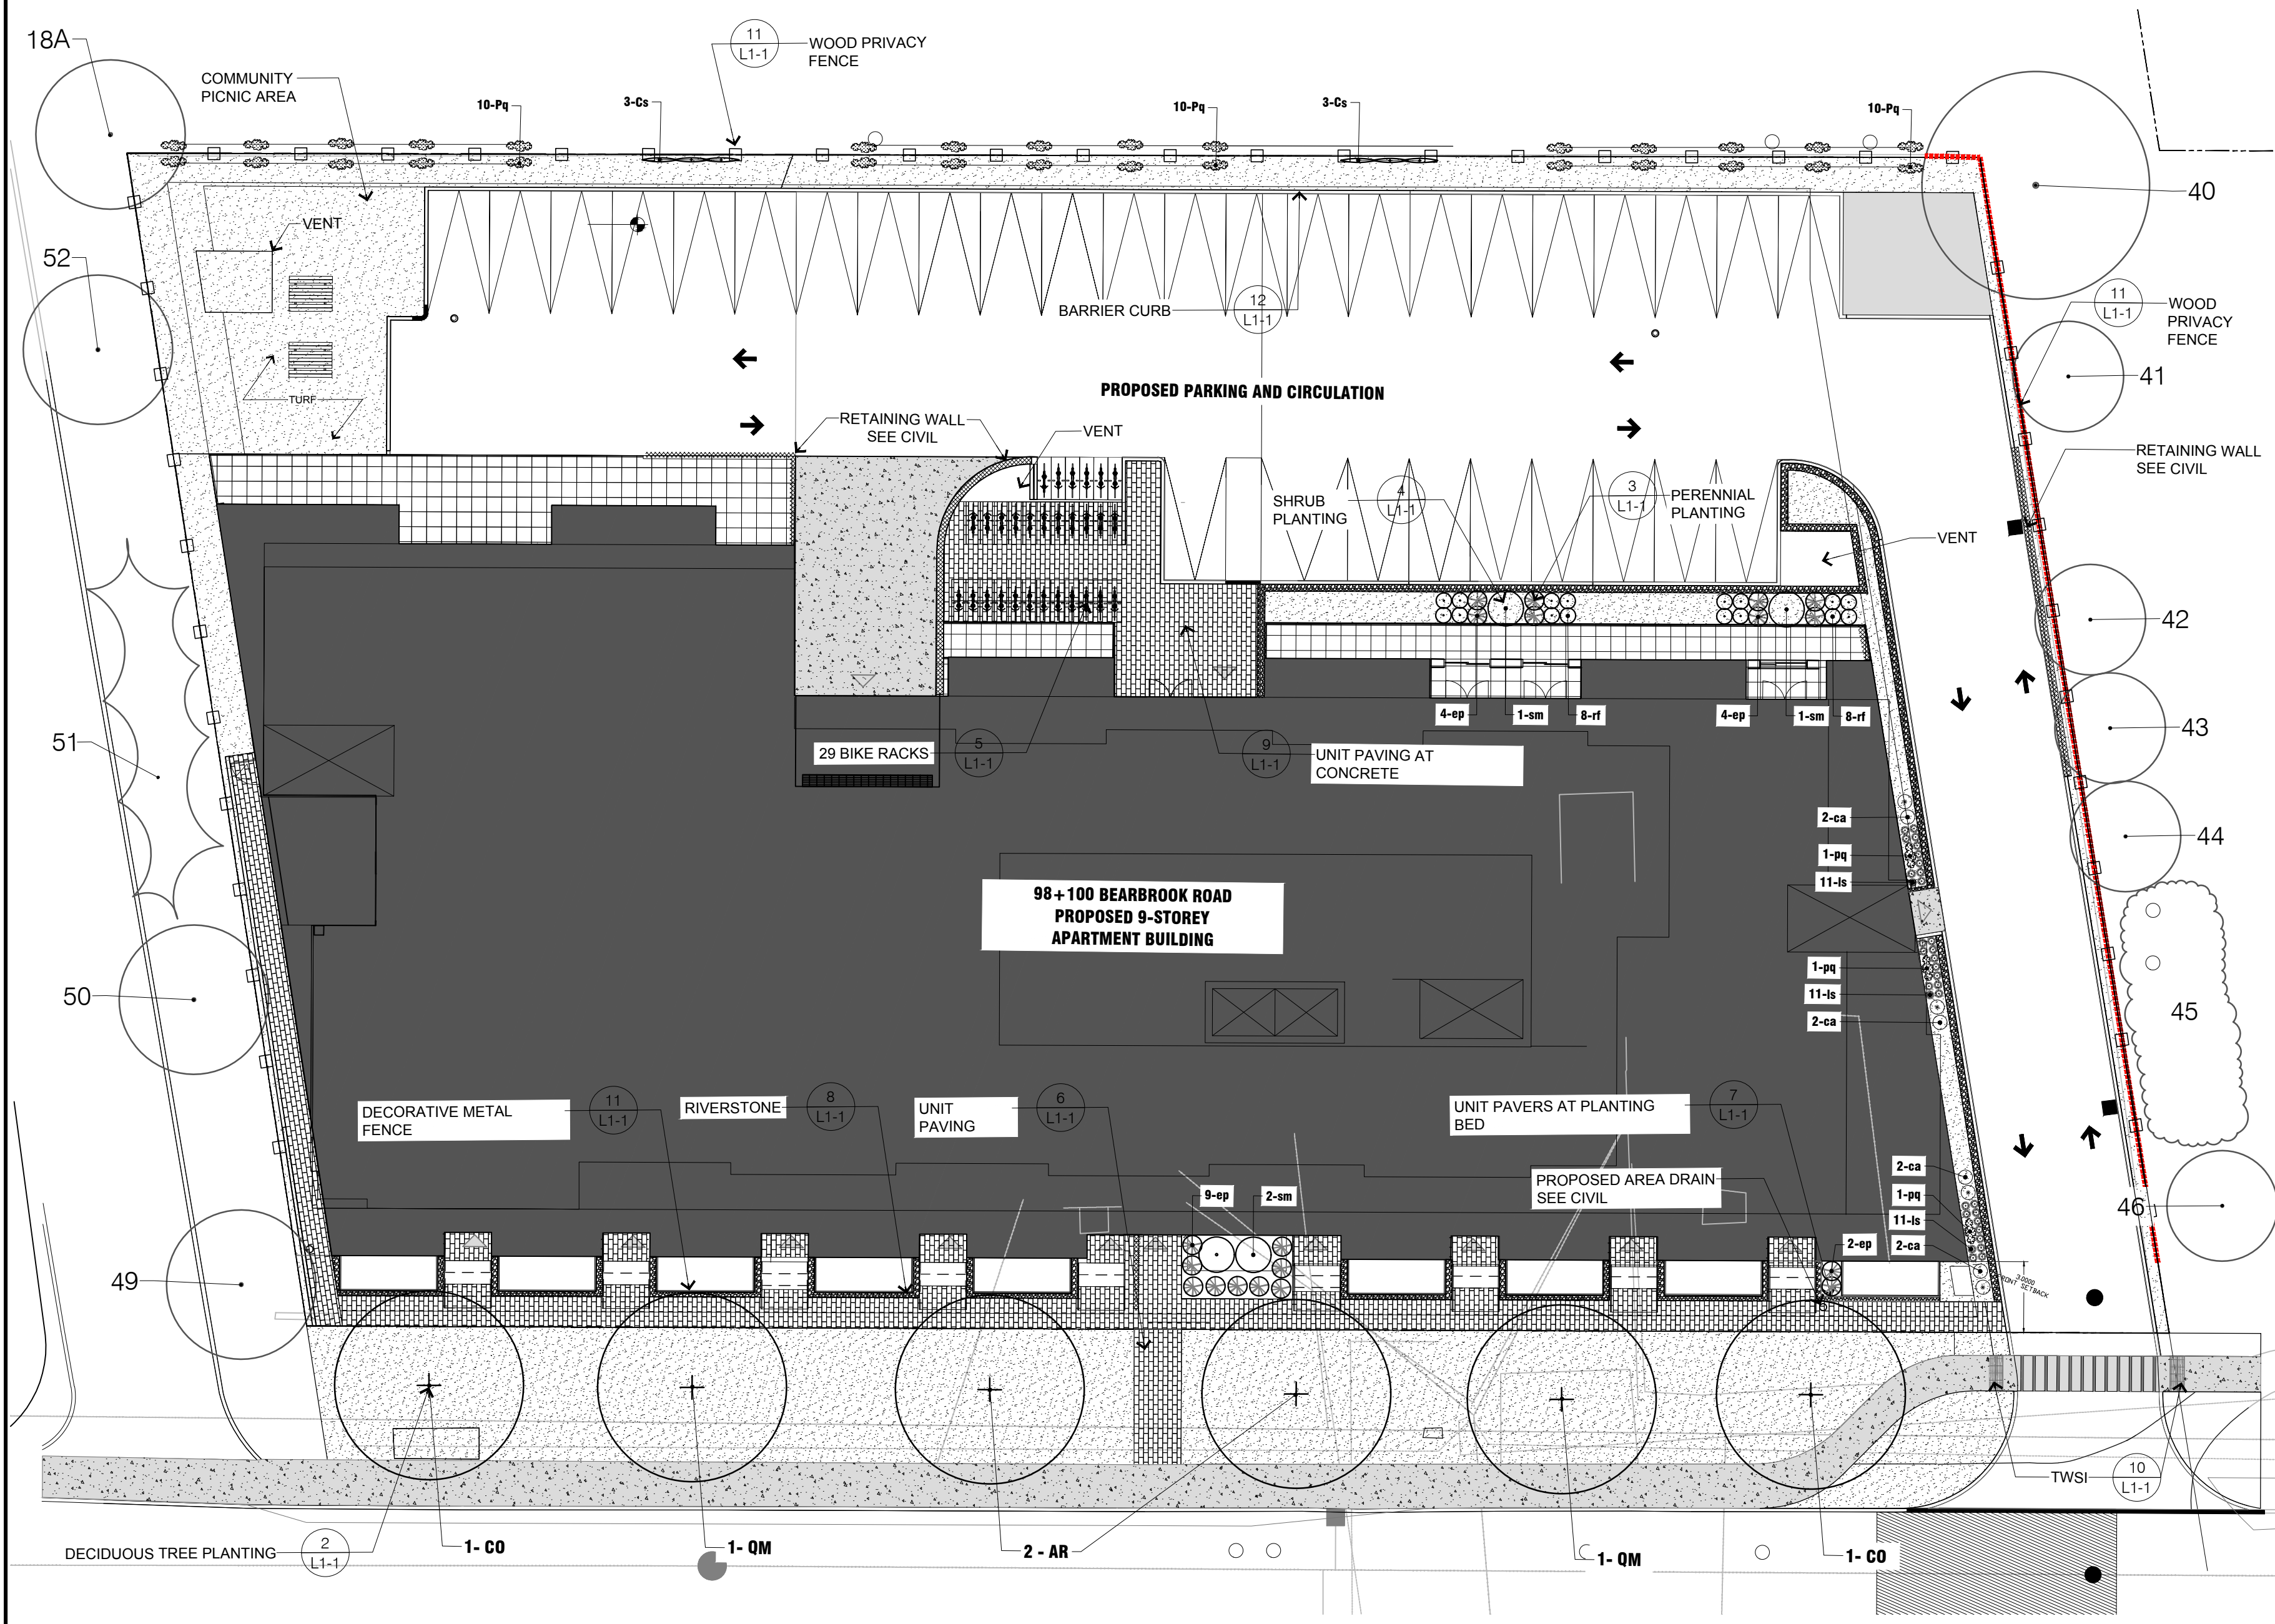 18A
11
L1-1
WOOD PRIVACY
FENCE
COMMUNITY
PICNIC AREA
10-Pq
3-Cs
10-Pq
3-Cs
10-Pq
40
VENT
52
BARRIER CURB
12
L1-1
11
L1-1
WOOD
PRIVACY
FENCE
41
PROPOSED PARKING AND CIRCULATION
TURF
RETAINING WALL
SEE CIVIL
VENT
RETAINING WALL
SEE CIVIL
SHRUB
PLANTING
4
L1-1
3
L1-1
PERENNIAL
PLANTING
VENT
42
4-ep
1-sm
8-rf
4-ep
1-sm
8-rf
43
51
29 BIKE RACKS
5
L1-1
9
L1-1
UNIT PAVING AT
CONCRETE
2-ca
44
1-pq
11-ls
98+100 BEARBROOK ROAD
PROPOSED 9-STOREY
APARTMENT BUILDING
1-pq
11-ls
2-ca
50
45
DECORATIVE METAL
FENCE
11
L1-1
RIVERSTONE
8
L1-1
UNIT
PAVING
6
L1-1
UNIT PAVERS AT PLANTING
BED
7
L1-1
PROPOSED AREA DRAIN
SEE CIVIL
9-ep
2-sm
2-ca
1-pq
11-ls
2-ca
46
2-ep
49
3.0000
SETBACK
TWSI
10
L1-1
DECIDUOUS TREE PLANTING
2
L1-1
1- CO
1- QM
2 - AR
1- QM
1- CO